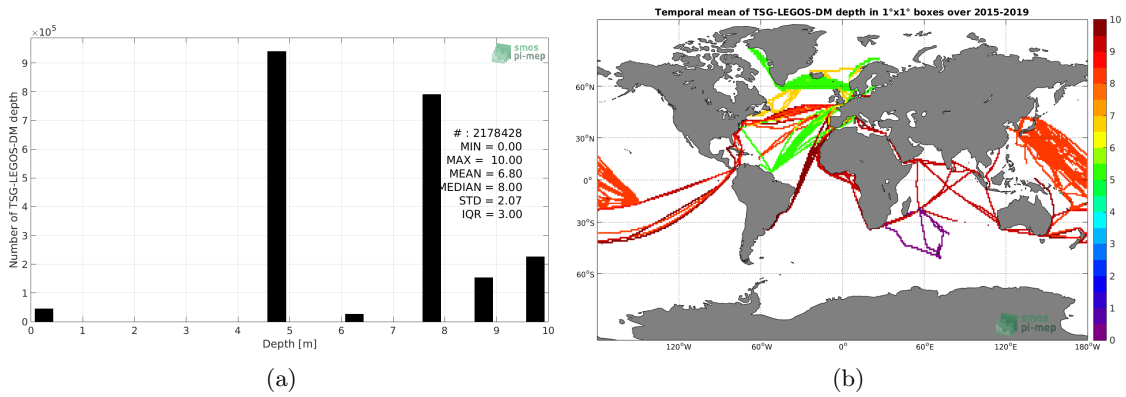 ×10⁵
9
8
7
6
5
4
3
2
1
0
Number of TSG-LEGOS-DM depth
smos
pi-mep
# : 2178428
MIN = 0.00
MAX = 10.00
MEAN = 6.80
MEDIAN = 8.00
STD = 2.07
IQR = 3.00
0 1 2 3 4 5 6 7 8 9 10
Depth [m]
(a)
Temporal mean of TSG-LEGOS-DM depth in 1°x1° boxes over 2015-2019
60°N
30°N
0°
30°S
60°S
120°W 60°W 0° 60°E 120°E 180°W
smos
pi-mep
10
9
8
7
6
5
4
3
2
1
0
(b)